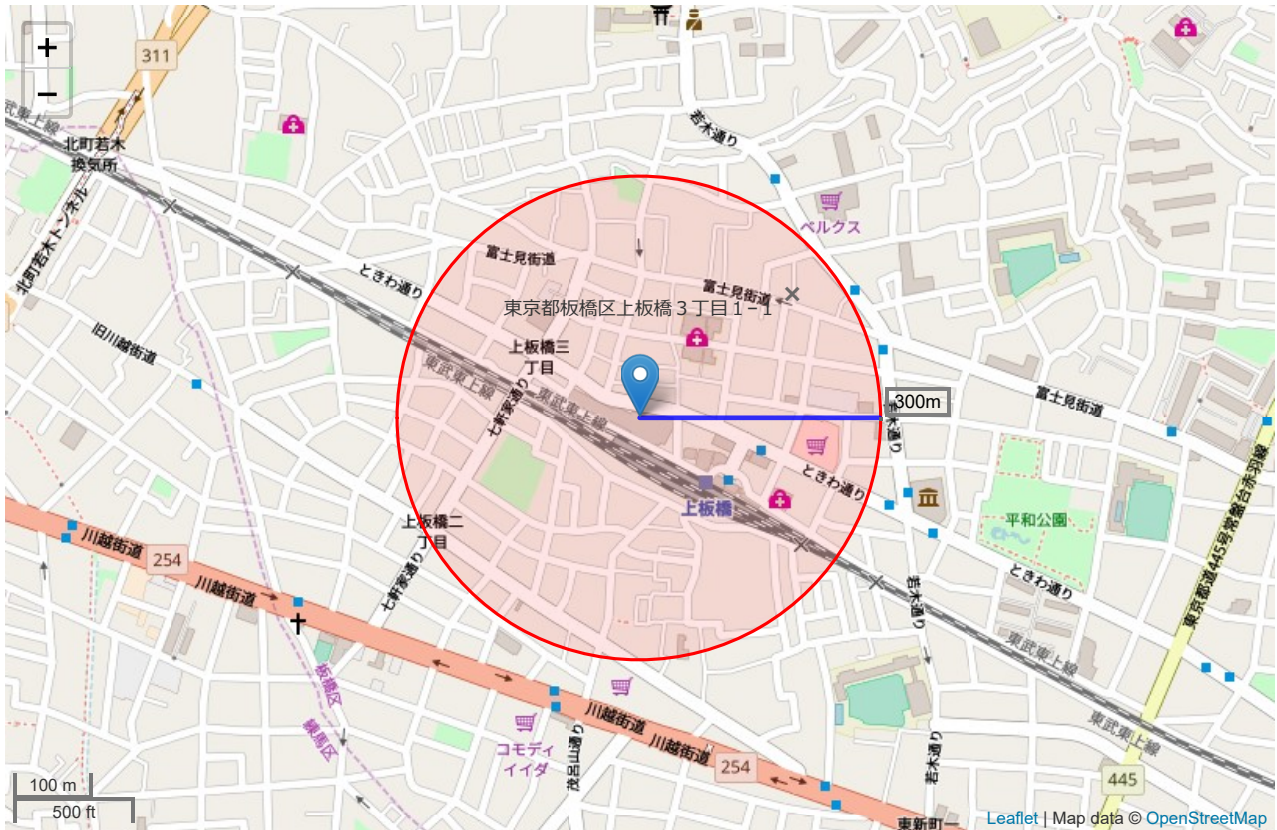 +
−
311
武東上線
北町若木
換気所
北町若木トンネル
若木通り
ベルクス
富士見街道
ときわ通り
富士見街道
東京都板橋区上板橋３丁目１−１
旧川越街道
上板橋三
丁目
東武東上線
東武東上線
七軒家通り
300m
若木通り
富士見街道
ときわ通り
上板橋
上板橋二
丁目
川越街道
254
川越街道
七軒家通り
平和公園
ときわ通り
若木通り
東京都道445号常盤台赤羽線
東武東上線
板橋区
練馬区
川越街道
川越街道
コモディ
イイダ
茂呂山通り
254
若木通り
東武東上線
445
100 m
500 ft
東新町一
Leaflet | Map data © OpenStreetMap